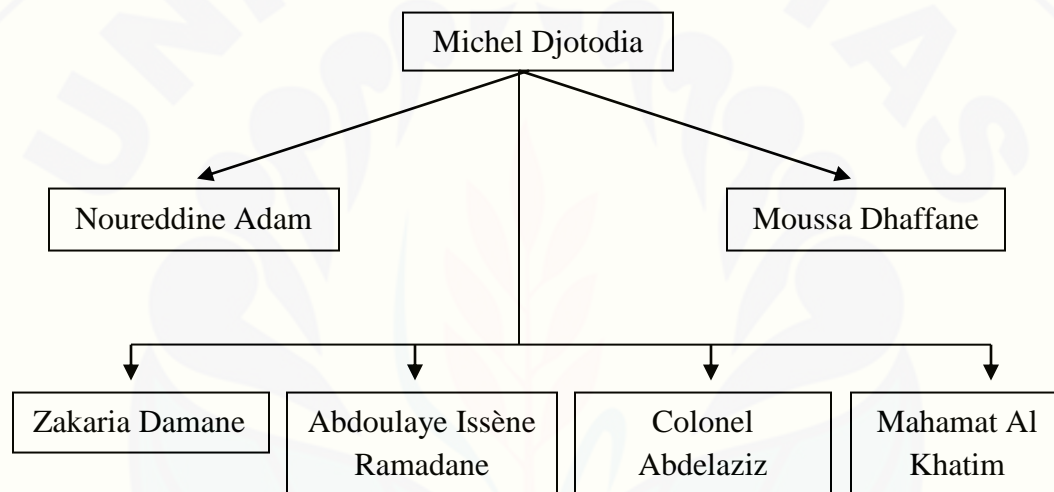 Michel Djotodia
Noureddine Adam
Moussa Dhaffane
Zakaria Damane
Abdoulaye Issène
Ramadane
Colonel
Abdelaziz
Mahamat Al
Khatim